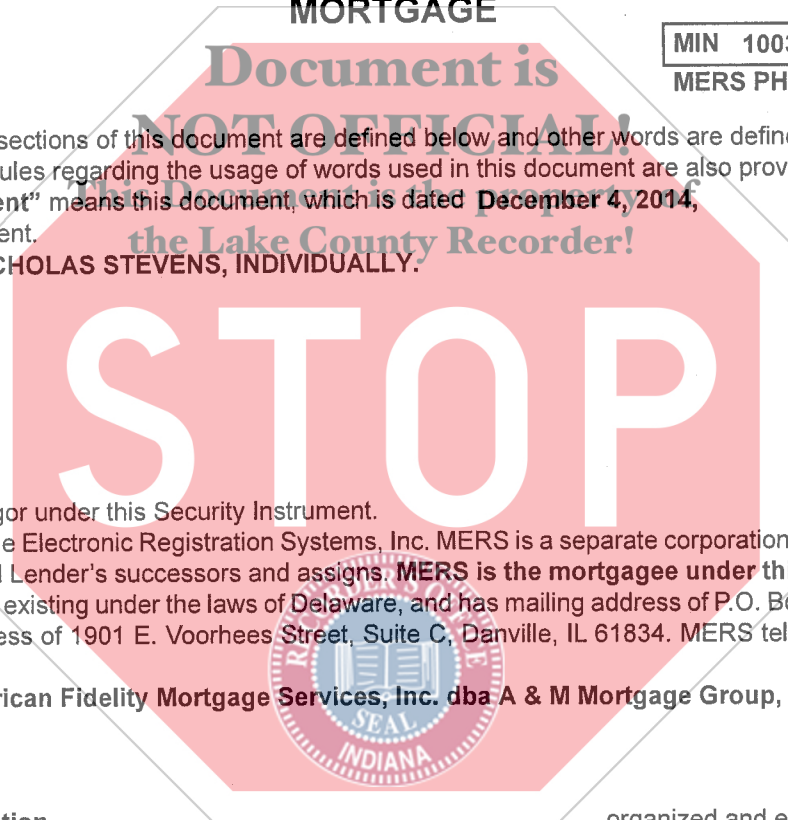 MORTGAGE
MIN 1003
MERS PH
Document is
NOT OFFICIAL!
sections of this document are defined below and other words are define
ules regarding the usage of words used in this document are also prov
This Document is the property of
ent" means this document, which is dated December 4, 2014,
ent.
the Lake County Recorder!
CHOLAS STEVENS, INDIVIDUALLY.
STOP
gor under this Security Instrument.
e Electronic Registration Systems, Inc. MERS is a separate corporation
Lender's successors and assigns. MERS is the mortgagee under thi
existing under the laws of Delaware, and has mailing address of P.O. Bo
ess of 1901 E. Voorhees Street, Suite C, Danville, IL 61834. MERS tel
RECORDER'S OFFICE
rican Fidelity Mortgage Services, Inc. dba A & M Mortgage Group,
SEAL
INDIANA
organized and e